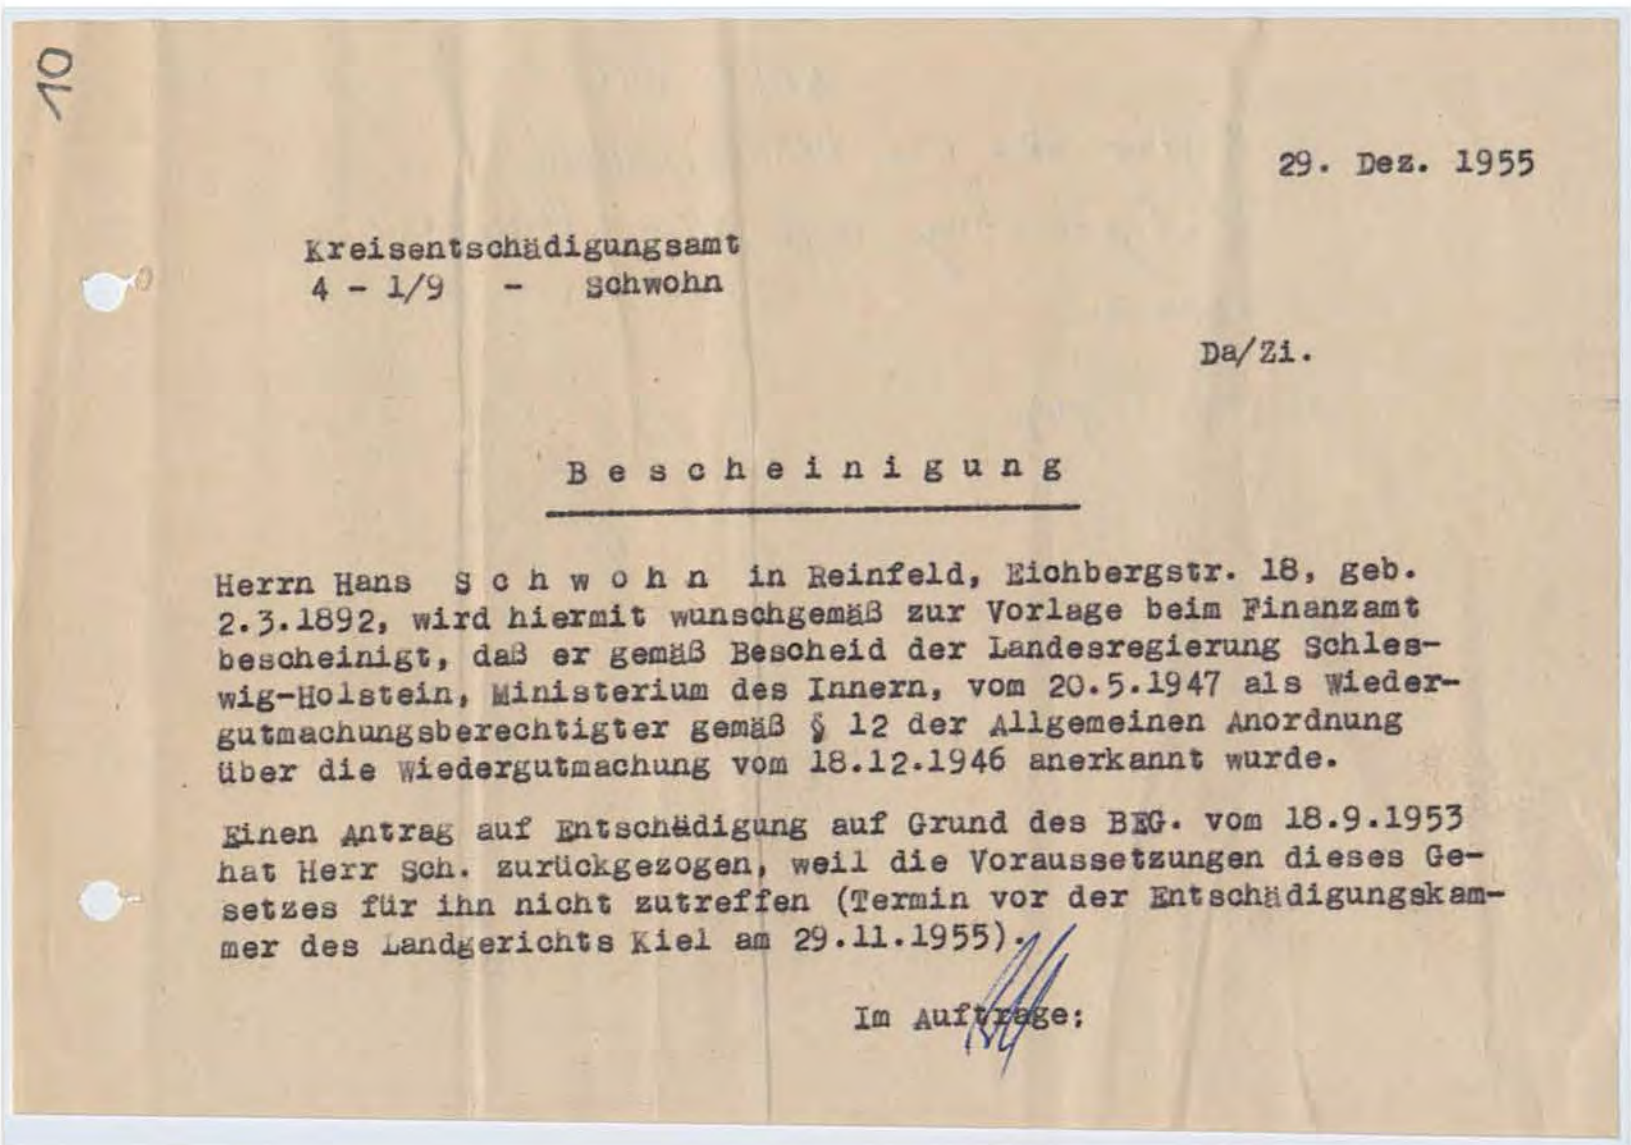 10
29. Dez. 1955
Kreisentschädigungsamt
4 - 1/9 - Schwohn
Da/Zi.
B e s c h e i n i g u n g
Herrn Hans S c h w o h n in Reinfeld, Eichbergstr. 18, geb.
2.3.1892, wird hiermit wunschgemäß zur Vorlage beim Finanzamt
bescheinigt, daß er gemäß Bescheid der Landesregierung Schles-
wig-Holstein, Ministerium des Innern, vom 20.5.1947 als Wieder-
gutmachungsberechtigter gemäß § 12 der Allgemeinen Anordnung
über die Wiedergutmachung vom 18.12.1946 anerkannt wurde.
Einen Antrag auf Entschädigung auf Grund des BEG. vom 18.9.1953
hat Herr Sch. zurückgezogen, weil die Voraussetzungen dieses Ge-
setzes für ihn nicht zutreffen (Termin vor der Entschädigungskam-
mer des Landgerichts Kiel am 29.11.1955).
Im Auftrage: